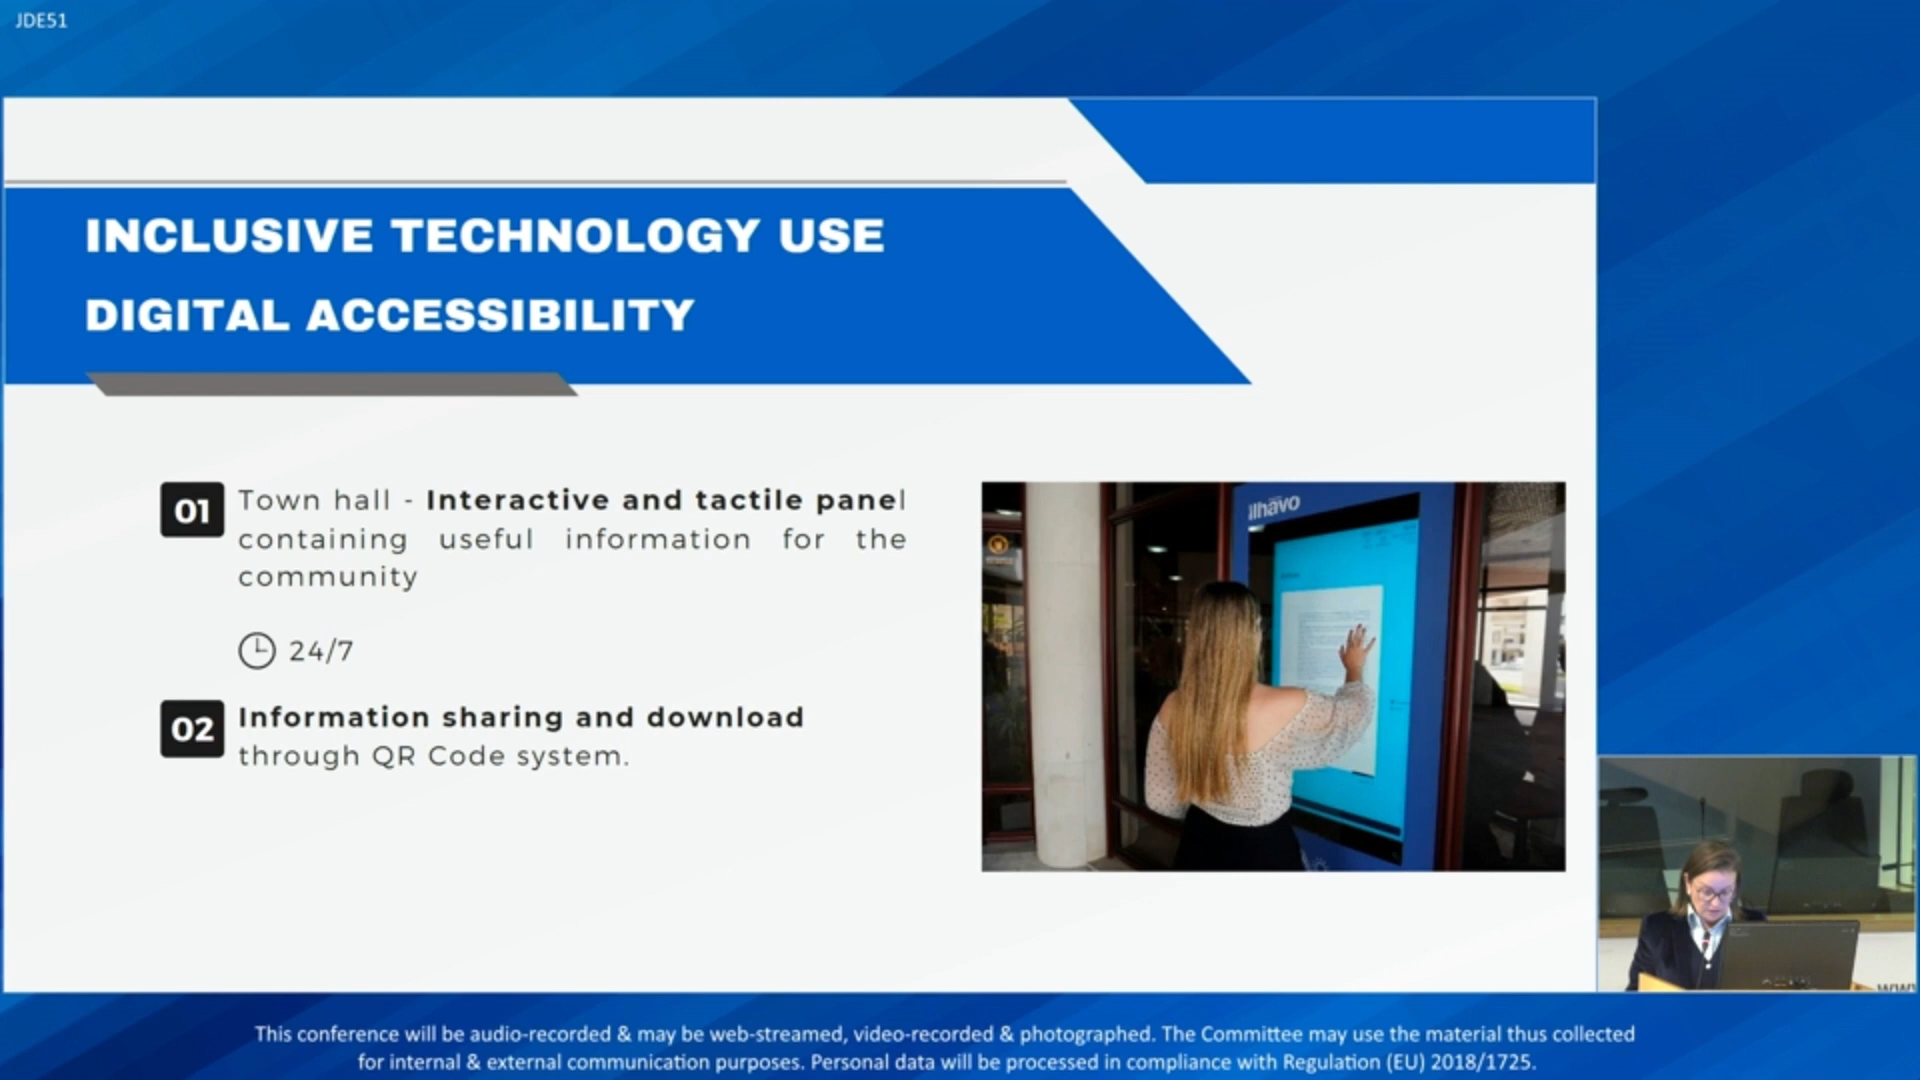 JDE51
INCLUSIVE TECHNOLOGY USE
DIGITAL ACCESSIBILITY
01
Town hall - Interactive and tactile panel
containing useful information for the
community
24/7
02
Information sharing and download
through QR Code system.
ílhavo
This conference will be audio-recorded & may be web-streamed, video-recorded & photographed. The Committee may use the material thus collected
for internal & external communication purposes. Personal data will be processed in compliance with Regulation (EU) 2018/1725.